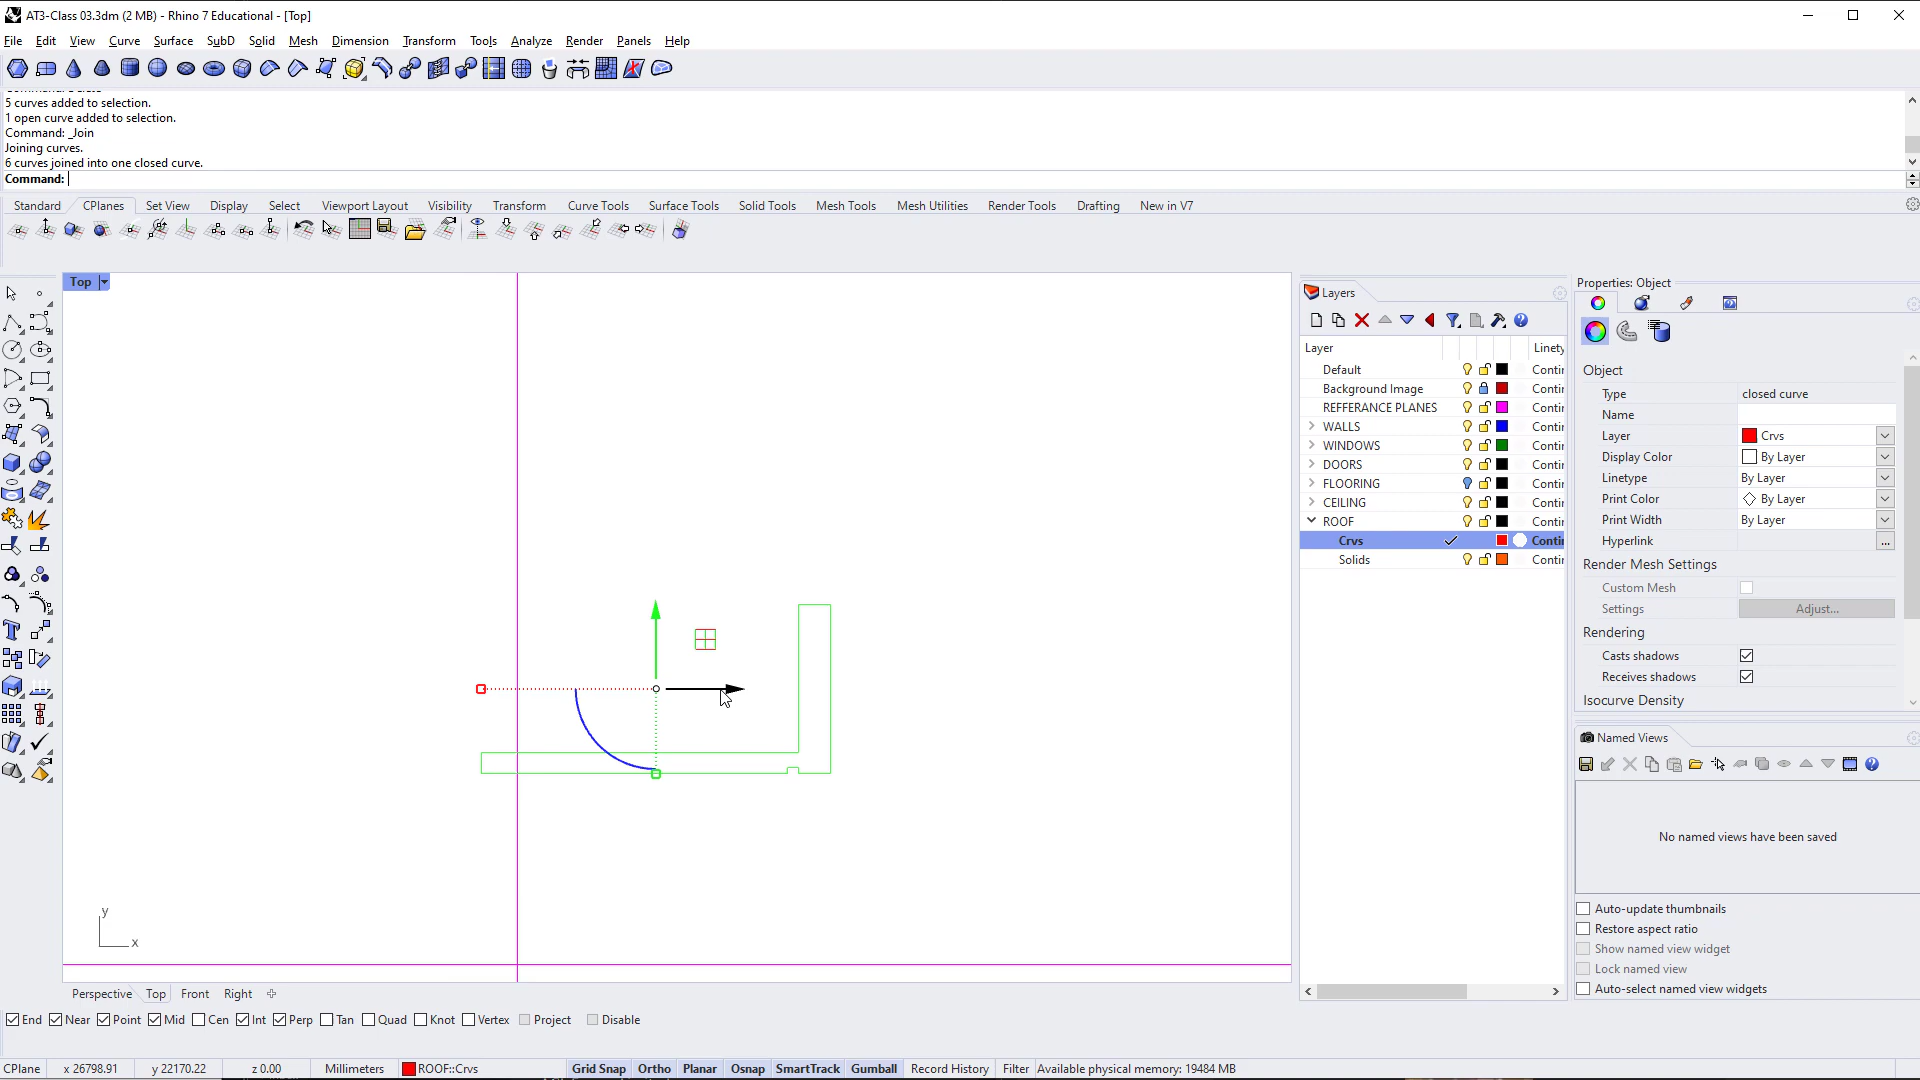 AT3-Class 03.3dm (2 MB) - Rhino 7 Educational - [Top]
File Edit View Curve Surface SubD Solid Mesh Dimension Transform Tools Analyze Render Panels Help
5 curves added to selection.
1 open curve added to selection.
Command: _Join
Joining curves.
6 curves joined into one closed curve.
Command:
Standard CPlanes Set View Display Select Viewport Layout Visibility Transform Curve Tools Surface Tools Solid Tools Mesh Tools Mesh Utilities Render Tools Drafting New in V7
Top
Layers
Layer Linety
Default Contir
Background Image Contir
REFFERANCE PLANES Contir
WALLS Contir
WINDOWS Contir
DOORS Contir
FLOORING Contir
CEILING Contir
ROOF Contir
Crvs Contir
Solids Contir
Properties: Object
Object
Type closed curve
Name
Layer Crvs
Display Color By Layer
Linetype By Layer
Print Color By Layer
Print Width By Layer
Hyperlink ...
Render Mesh Settings
Custom Mesh
Settings Adjust...
Rendering
Casts shadows
Receives shadows
Isocurve Density
Named Views
No named views have been saved
Auto-update thumbnails
Restore aspect ratio
Show named view widget
Lock named view
Auto-select named view widgets
y
x
Perspective Top Front Right
End Near Point Mid Cen Int Perp Tan Quad Knot Vertex Project Disable
CPlane x 26798.91 y 22170.22 z 0.00 Millimeters ROOF::Crvs Grid Snap Ortho Planar Osnap SmartTrack Gumball Record History Filter Available physical memory: 19484 MB